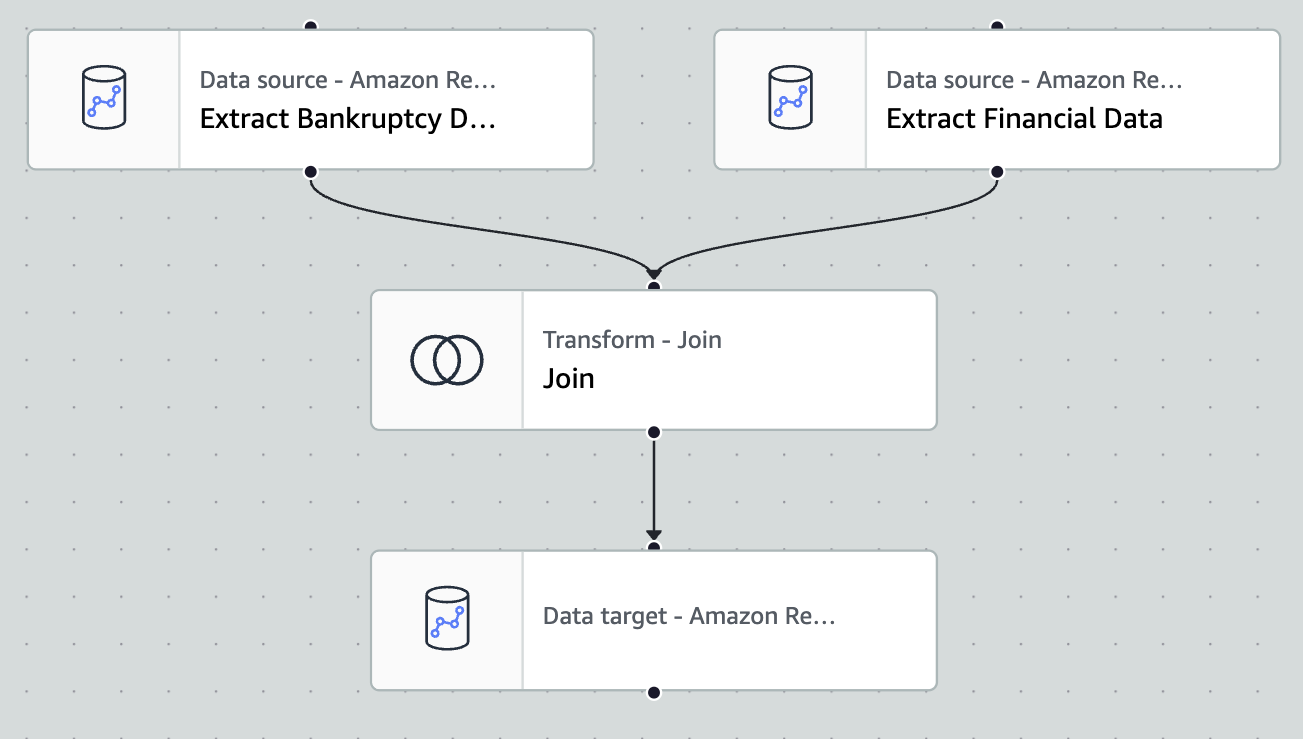 Data source - Amazon Re…
Extract Bankruptcy D…
Data source - Amazon Re…
Extract Financial Data
Transform - Join
Join
Data target - Amazon Re…